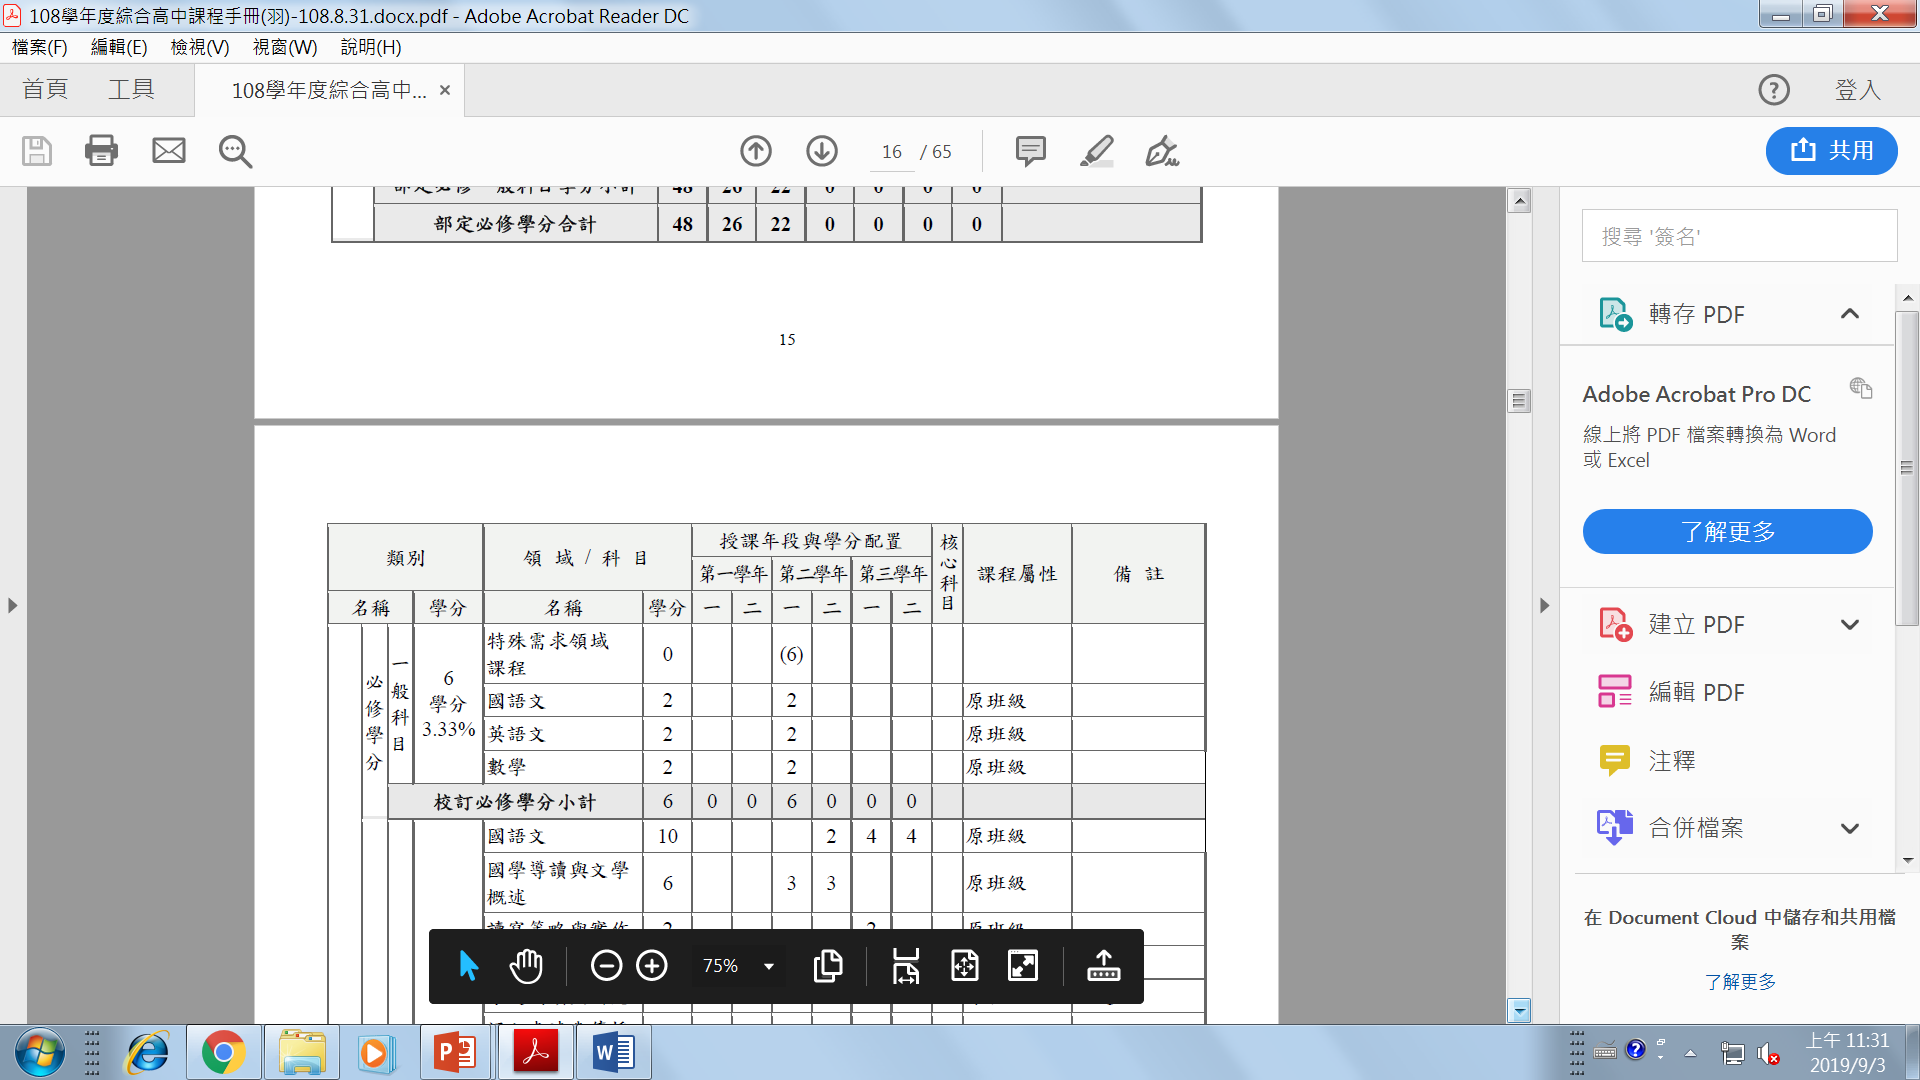 108學年度綜合高中課程手冊(羽)-108.8.31.docx.pdf - Adobe Acrobat Reader DC
檔案(F) 編輯(E) 檢視(V) 視窗(W) 說明(H)
首頁 工具 108學年度綜合高中... × 登入
16 / 65 共用
48 26 22 0 0 0 0
部定必修學分合計 48 26 22 0 0 0 0
15
類別 領域/科目 授課年段與學分配置 核心科目 課程屬性 備註
第一學年 第二學年 第三學年
名稱 學分 名稱 學分 一 二 一 二 一 二
必修學分 一般科目 6 學分 3.33%
特殊需求領域課程 0 (6)
國語文 2 2 原班級
英語文 2 2 原班級
數學 2 2 原班級
校訂必修學分小計 6 0 0 6 0 0 0
國語文 10 2 4 4 原班級
國學導讀與文學概述 6 3 3 原班級
75%
搜尋 '簽名'
轉存 PDF
Adobe Acrobat Pro DC
線上將 PDF 檔案轉換為 Word
或 Excel
了解更多
建立 PDF
編輯 PDF
注釋
合併檔案
在 Document Cloud 中儲存和共用檔
案
了解更多
上午 11:31
2019/9/3